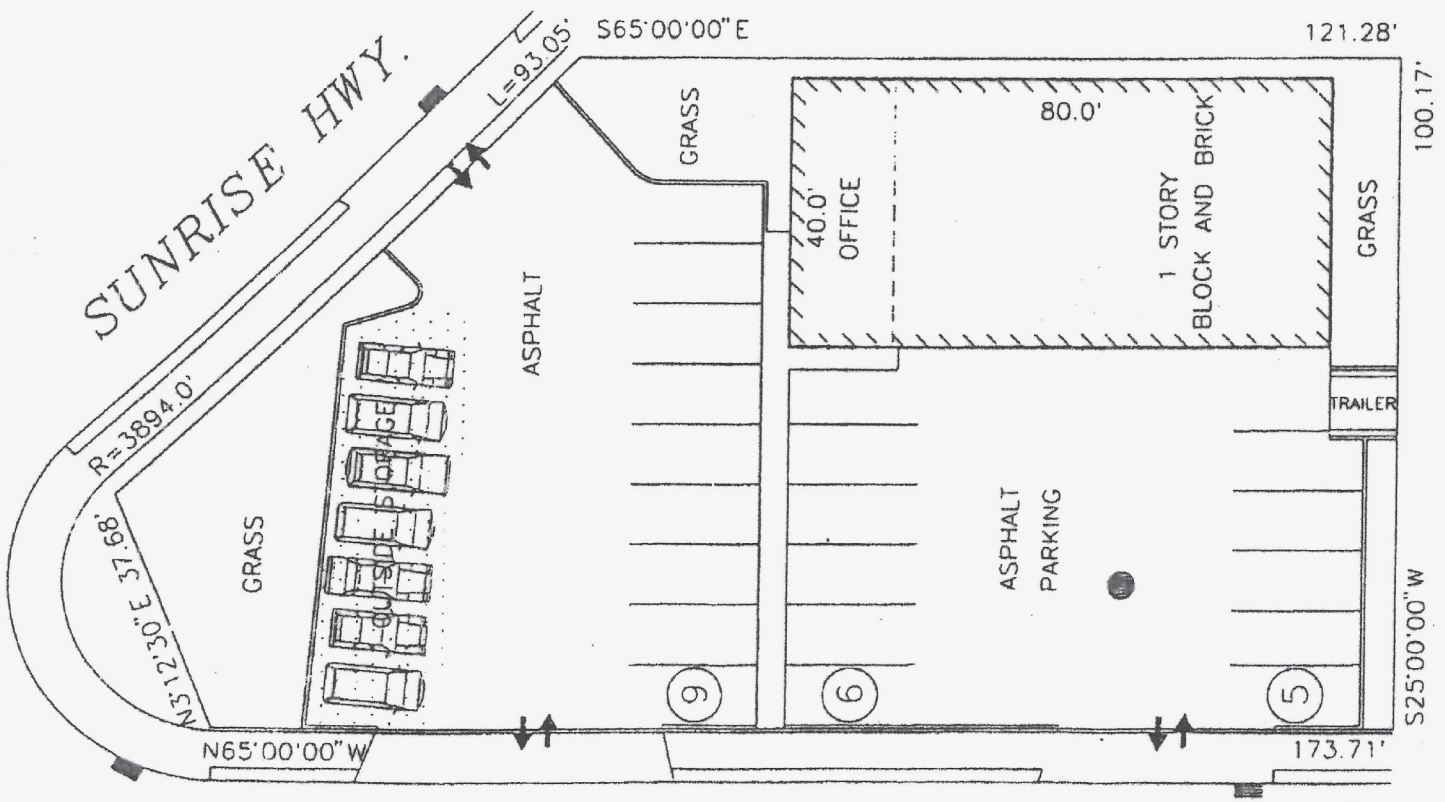 S65°00'00"E
121.28'
SUNRISE HWY.
L=93.05'
100.17'
GRASS
80.0'
40.0'
OFFICE
1 STORY
BLOCK AND BRICK
GRASS
ASPHALT
R=3894.0'
OUTSIDE STORAGE
TRAILER
GRASS
N3°12'30"E 37.68'
ASPHALT
PARKING
9
6
5
S25°00'00"W
N65°00'00"W
173.71'